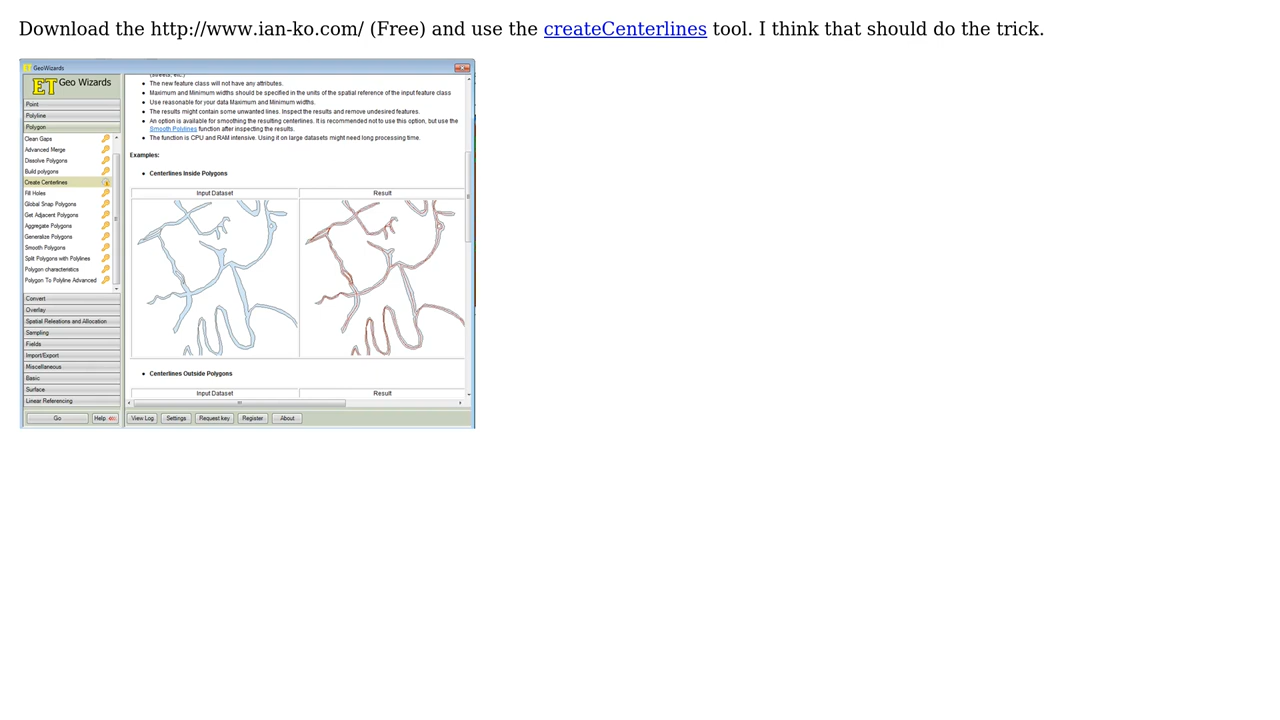 Download the http://www.ian-ko.com/ (Free) and use the createCenterlines tool. I think that should do the trick.
GeoWizards
ET Geo Wizards
Point
Polyline
Polygon
Clean Gaps
Advanced Merge
Dissolve Polygons
Build polygons
Create Centerlines
Fill Holes
Global Snap Polygons
Get Adjacent Polygons
Aggregate Polygons
Generalize Polygons
Smooth Polygons
Split Polygons with Polylines
Polygon characteristics
Polygon To Polyline Advanced
Convert
Overlay
Spatial Releations and Allocation
Sampling
Fields
Import/Export
Miscellaneous
Basic
Surface
Linear Referencing
Go
Help
(streets, etc.)
The new feature class will not have any attributes.
Maximum and Minimum widths should be specified in the units of the spatial reference of the input feature class
Use reasonable for your data Maximum and Minimum widths.
The results might contain some unwanted lines. Inspect the results and remove undesired features.
An option is available for smoothing the resulting centerlines. It is recommended not to use this option, but use the
Smooth Polylines function after inspecting the results.
The function is CPU and RAM intensive. Using it on large datasets might need long processing time.
Examples:
Centerlines Inside Polygons
Input Dataset Result
Centerlines Outside Polygons
Input Dataset Result
View Log Settings Request key Register About